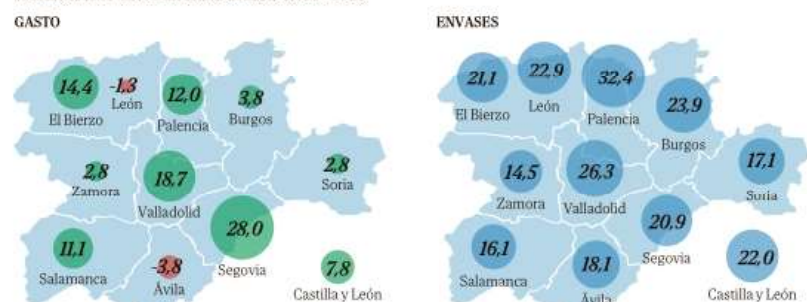 GASTO
14,4
El Bierzo
-1,3
León
12,0
Palencia
3,8
Burgos
2,8
Zamora
18,7
Valladolid
2,8
Soria
11,1
Salamanca
-3,8
Ávila
28,0
Segovia
7,8
Castilla y León
ENVASES
21,1
El Bierzo
22,9
León
32,4
Palencia
23,9
Burgos
14,5
Zamora
26,3
Valladolid
17,1
Soria
16,1
Salamanca
18,1
Ávila
20,9
Segovia
22,0
Castilla y León